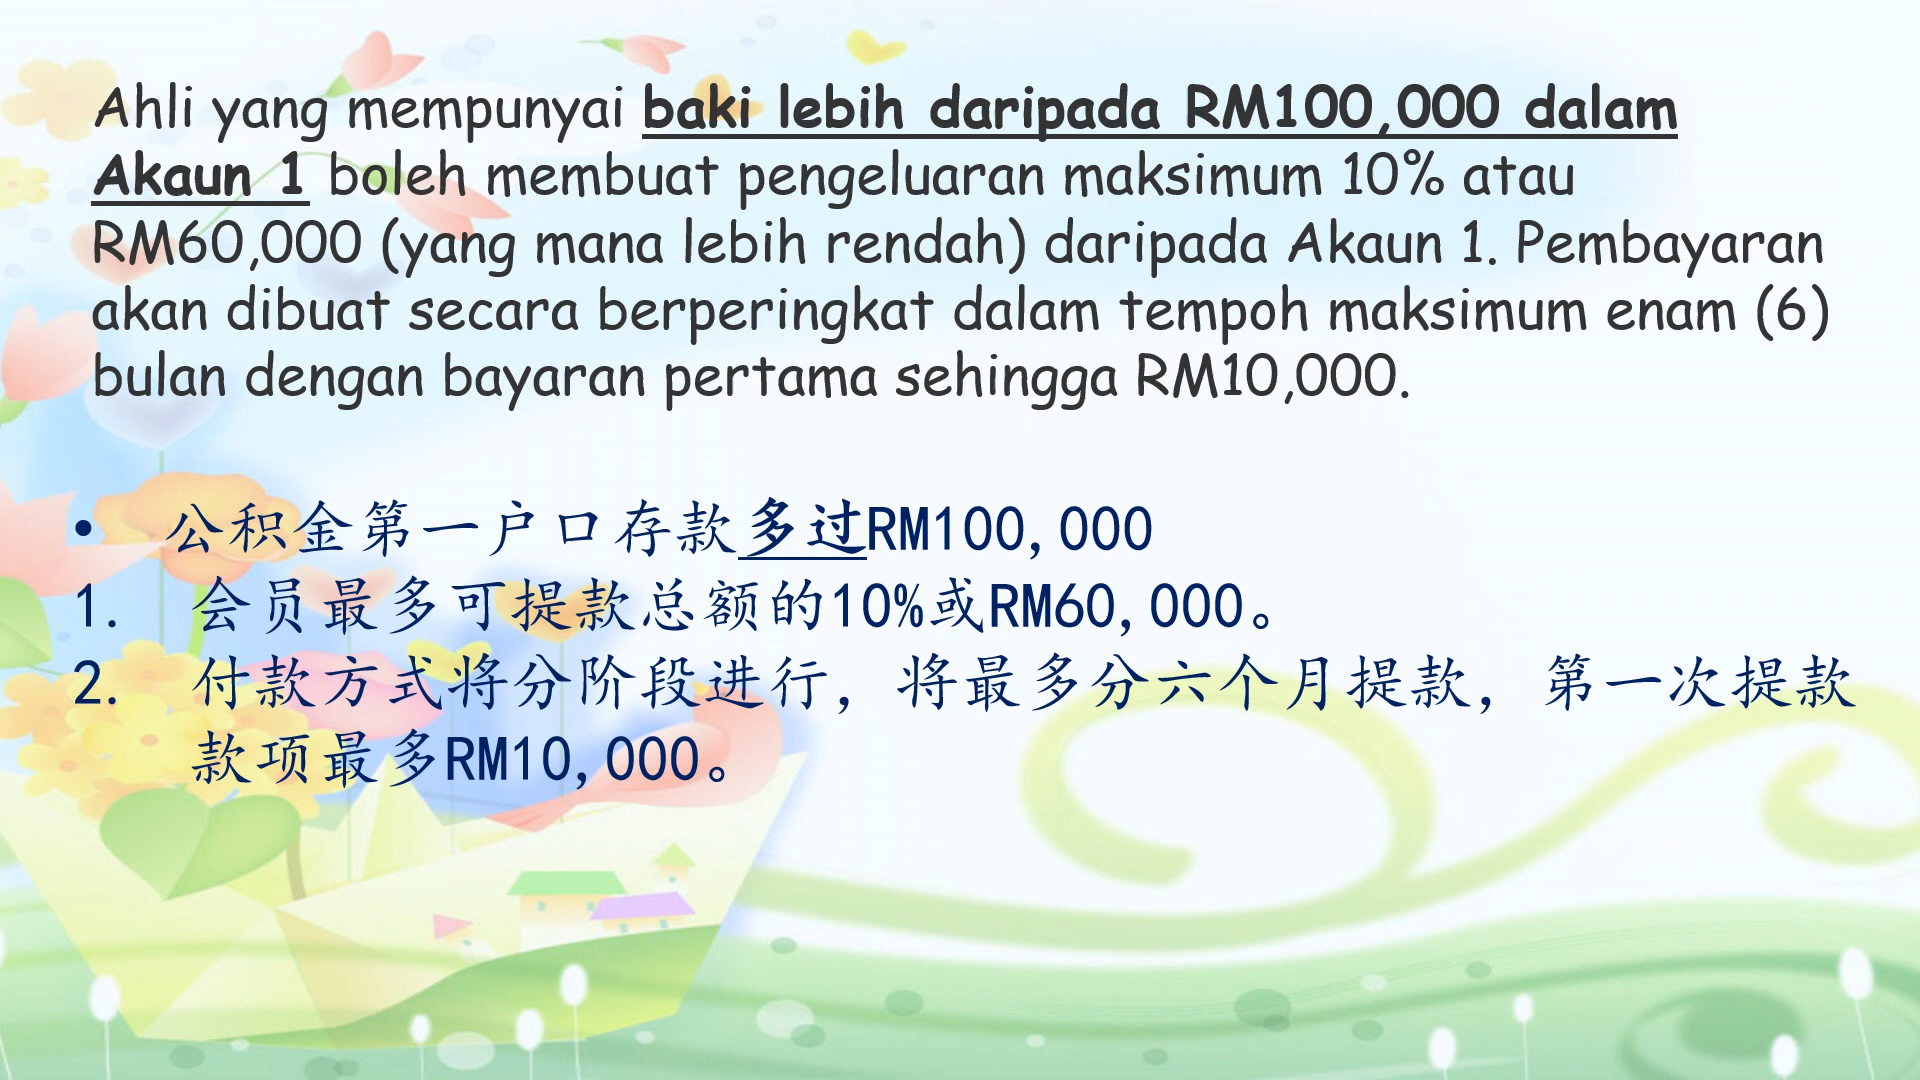 Ahli yang mempunyai baki lebih daripada RM100,000 dalam
Akaun 1 boleh membuat pengeluaran maksimum 10% atau
RM60,000 (yang mana lebih rendah) daripada Akaun 1. Pembayaran
akan dibuat secara berperingkat dalam tempoh maksimum enam (6)
bulan dengan bayaran pertama sehingga RM10,000.
• 公积金第一户口存款多过RM100,000
1. 会员最多可提款总额的10%或RM60,000。
2. 付款方式将分阶段进行，将最多分六个月提款，第一次提款
款项最多RM10,000。